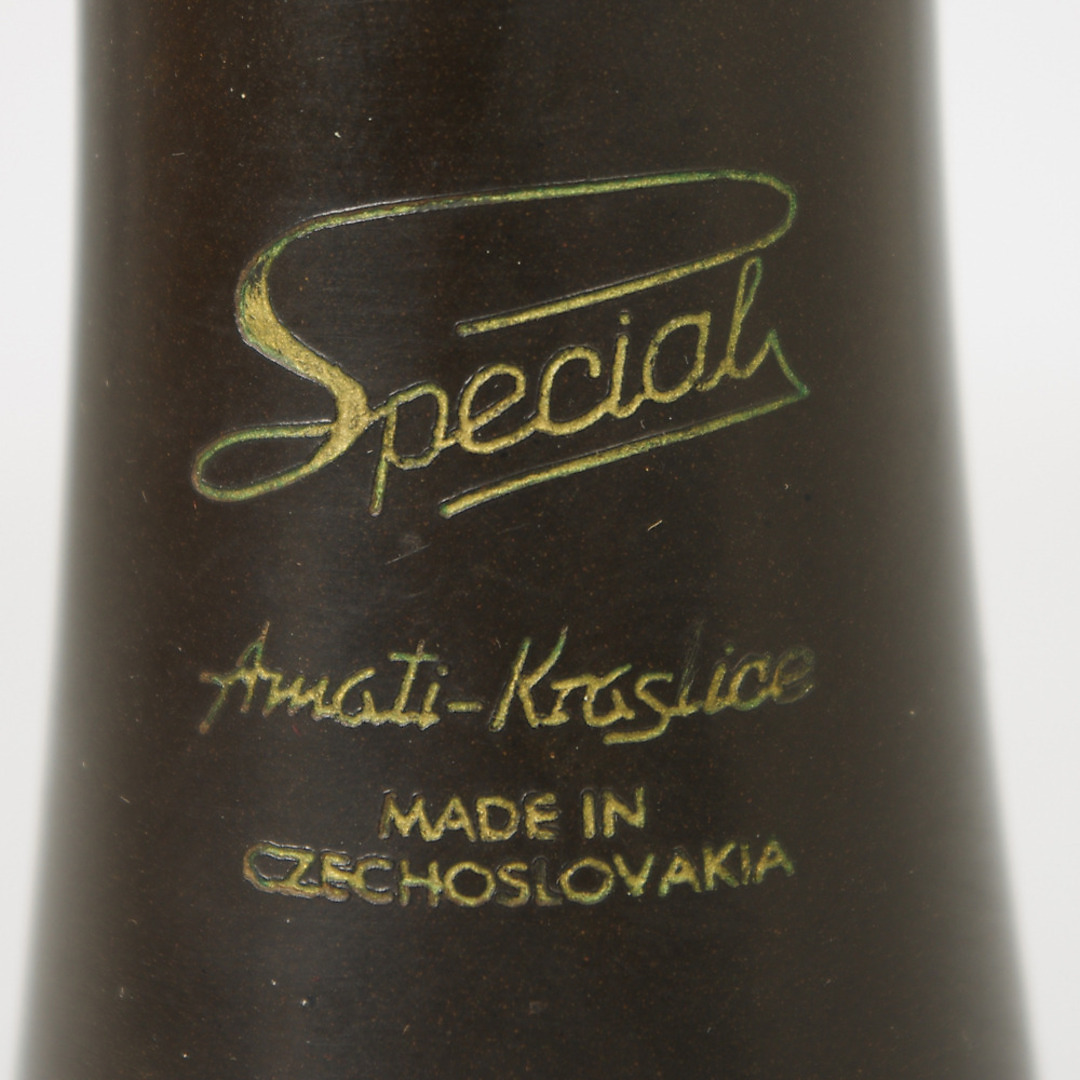 Special
Amati-Kraslice
MADE IN
CZECHOSLOVAKIA